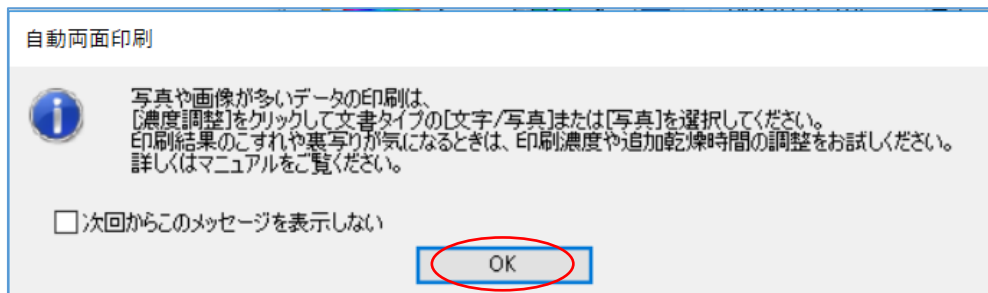 自動両面印刷
写真や画像が多いデータの印刷は、
[濃度調整]をクリックして文書タイプの[文字/写真]または[写真]を選択してください。
印刷結果のこすれや裏写りが気になるときは、印刷濃度や追加乾燥時間の調整をお試しください。
詳しくはマニュアルをご覧ください。
次回からこのメッセージを表示しない
OK